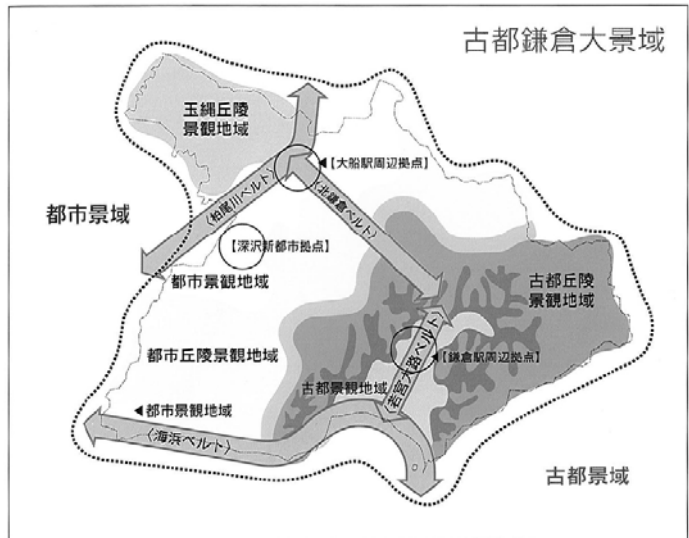 古都鎌倉大景域
玉縄丘陵
景観地域
◀【大船駅周辺拠点】
〈柏尾川ベルト〉
〈北鎌倉ベルト〉
都市景域
【深沢新都市拠点】
都市景観地域
古都丘陵
景観地域
〈若宮大路ベルト〉
都市丘陵景観地域
◀【鎌倉駅周辺拠点】
古都景観地域
◀都市景観地域
〈海浜ベルト〉
古都景域